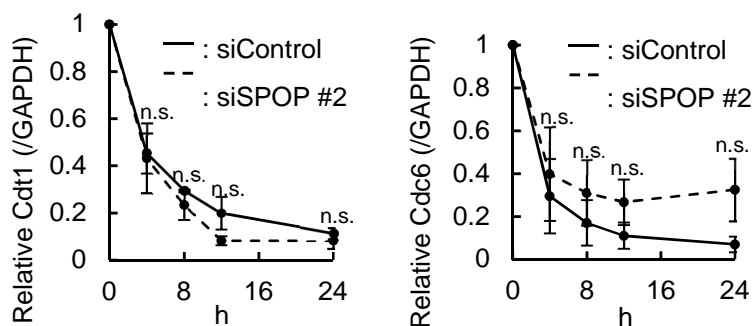 Relative Cdt1 (/GAPDH)
1
0.8
0.6
0.4
0.2
0
: siControl
: siSPOP #2
n.s.
n.s.
n.s.
n.s.
0 8 16 24
h
Relative Cdc6 (/GAPDH)
1
0.8
0.6
0.4
0.2
0
: siControl
: siSPOP #2
n.s.
n.s.
n.s.
n.s.
0 8 16 24
h